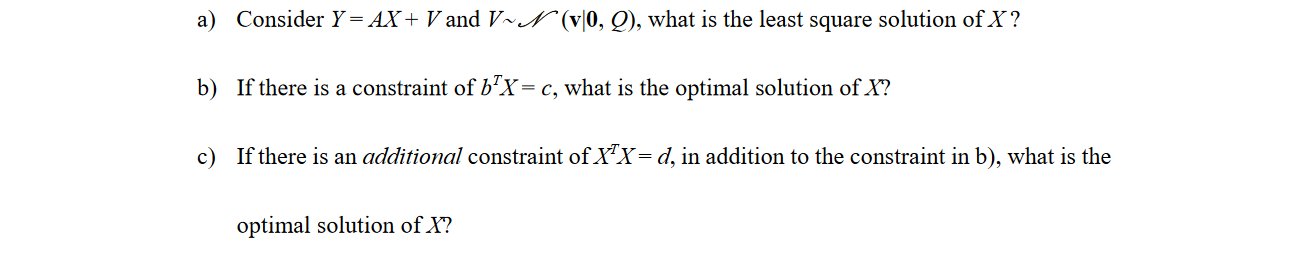 a) Consider Y = AX + V and V~𝒩 (v|0, Q), what is the least square solution of X?
b) If there is a constraint of bᵀX = c, what is the optimal solution of X?
c) If there is an additional constraint of XᵀX = d, in addition to the constraint in b), what is the
optimal solution of X?